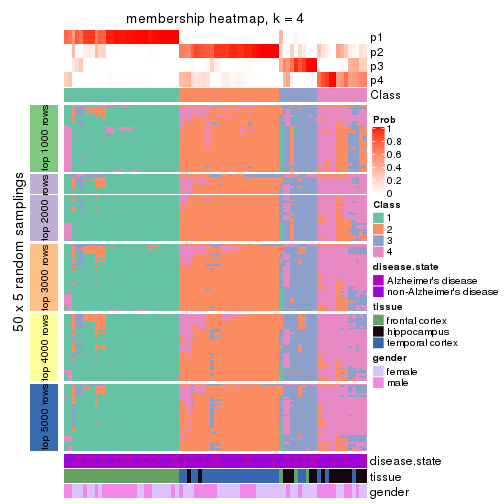 membership heatmap, k = 4
p1
p2
p3
p4
Class
50 x 5 random samplings
top 1000 rows
top 2000 rows
top 3000 rows
top 4000 rows
top 5000 rows
disease.state
tissue
gender
Prob
1
0.8
0.6
0.4
0.2
0
Class
1
2
3
4
disease.state
Alzheimer's disease
non-Alzheimer's disease
tissue
frontal cortex
hippocampus
temporal cortex
gender
female
male